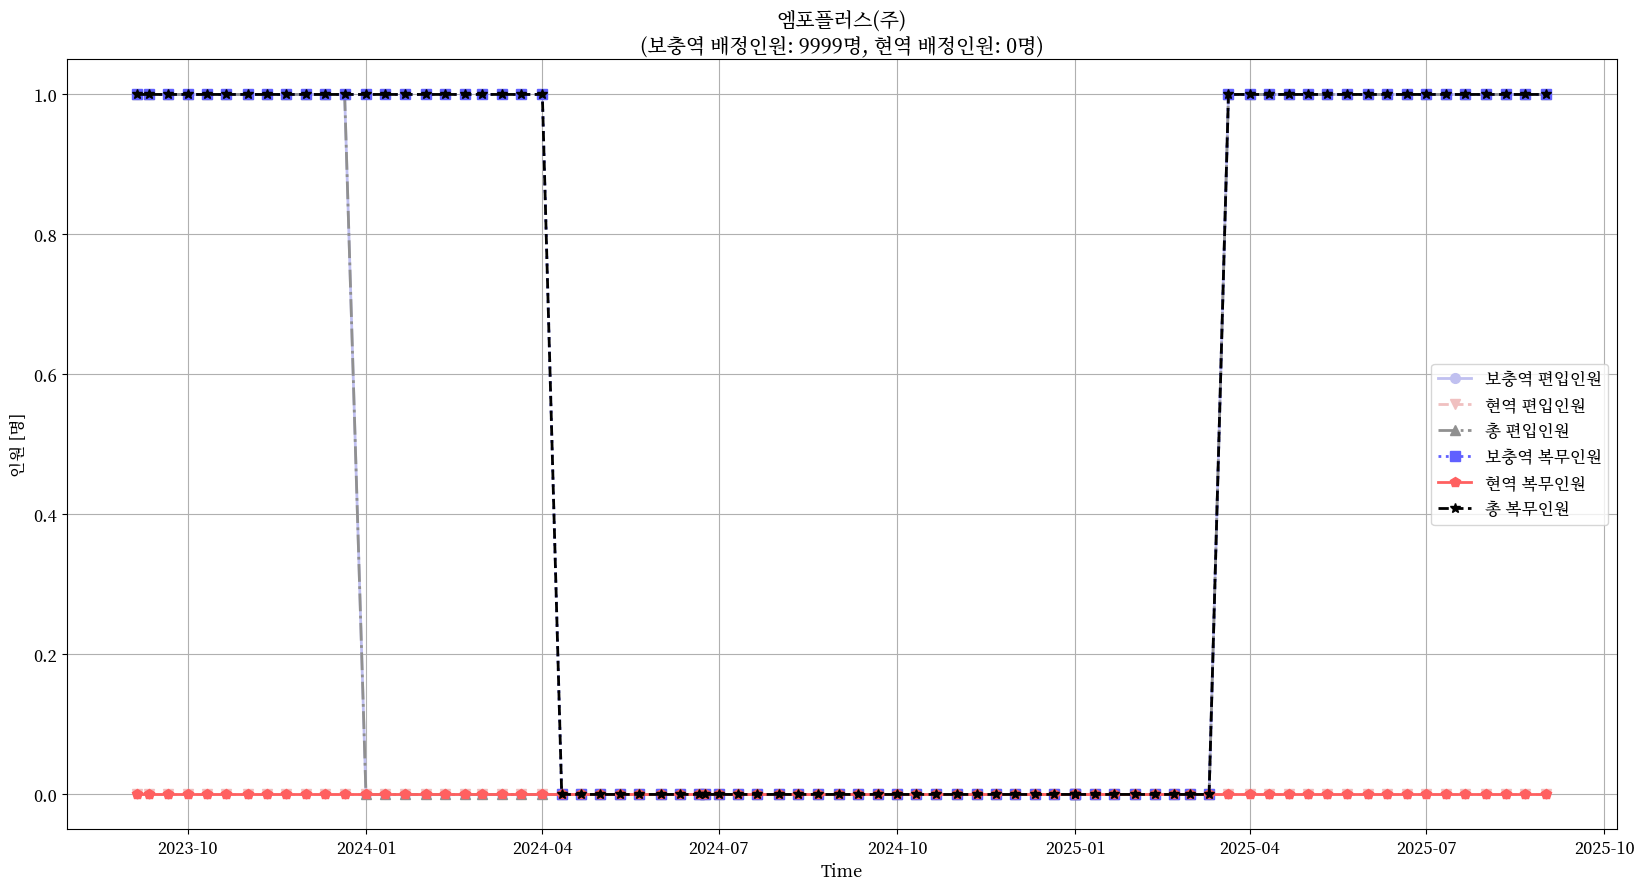 엠포플러스(주)
(보충역 배정인원: 9999명, 현역 배정인원: 0명)
1.0
0.8
0.6
0.4
0.2
0.0
인원 [명]
보충역 편입인원
현역 편입인원
총 편입인원
보충역 복무인원
현역 복무인원
총 복무인원
2023-10
2024-01
2024-04
2024-07
2024-10
2025-01
2025-04
2025-07
2025-10
Time